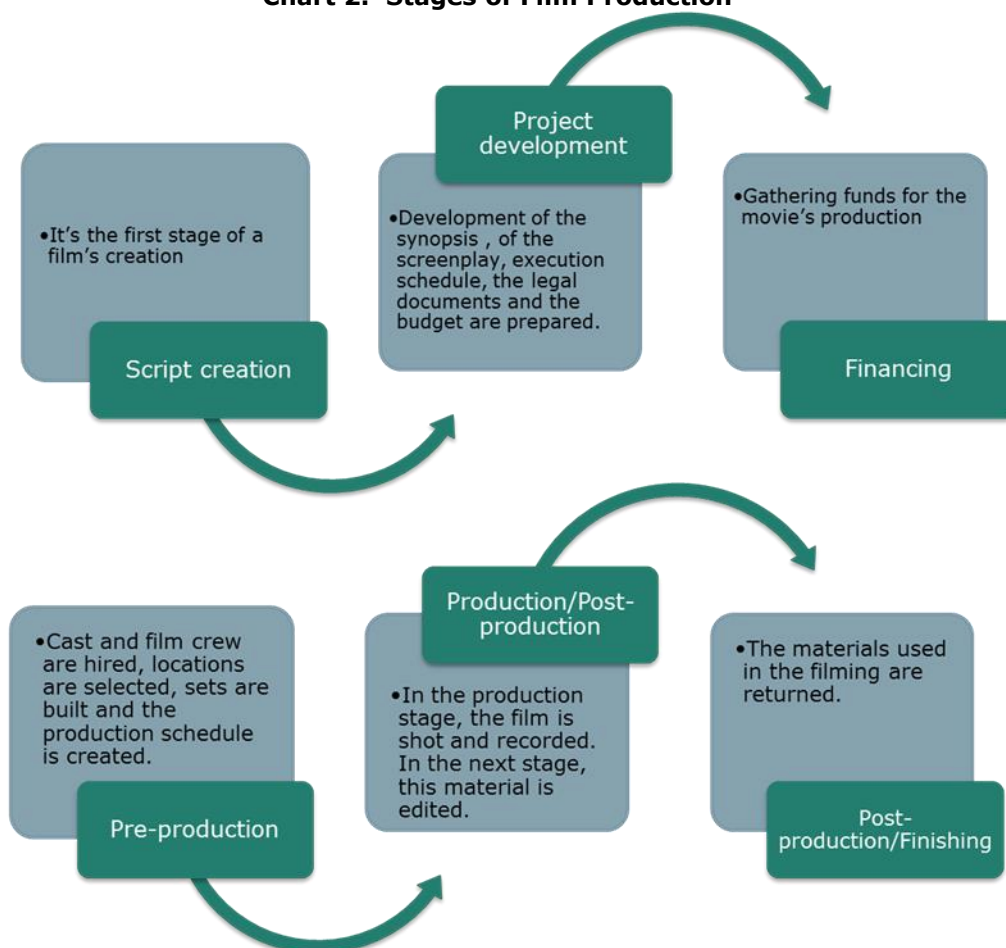 Chart 2. Stages of Film Production
•It's the first stage of a
film's creation
Script creation
Project
development
•Development of the
synopsis , of the
screenplay, execution
schedule, the legal
documents and the
budget are prepared.
•Gathering funds for the
movie's production
Financing
•Cast and film crew
are hired, locations
are selected, sets are
built and the
production schedule
is created.
Pre-production
Production/Post-
production
•In the production
stage, the film is
shot and recorded.
In the next stage,
this material is
edited.
•The materials used
in the filming are
returned.
Post-
production/Finishing